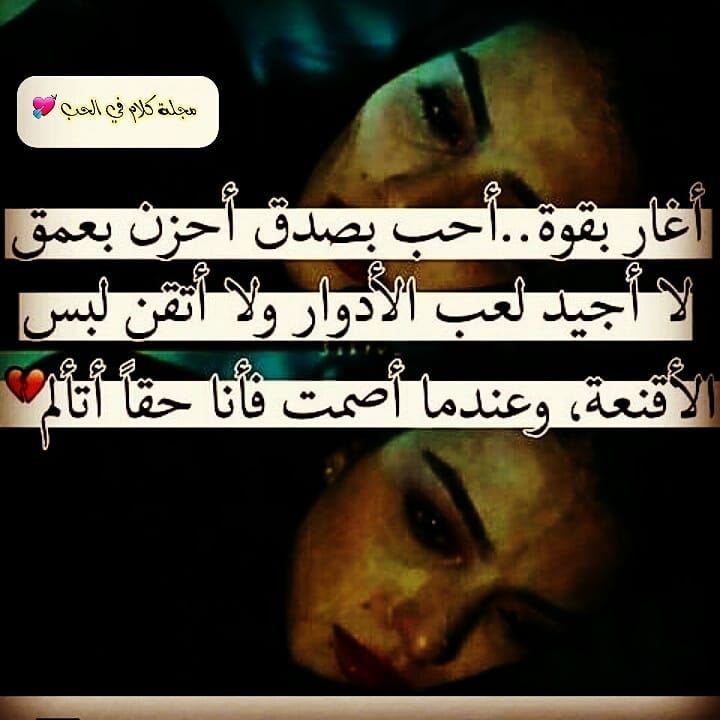 مجلة كلام في الحب 💘
أغار بقوة..أحب بصدق أحزن بعمق
لا أجيد لعب الأدوار ولا أتقن لبس
الأقنعة، وعندما أصمت فأنا حقاً أتألم💔